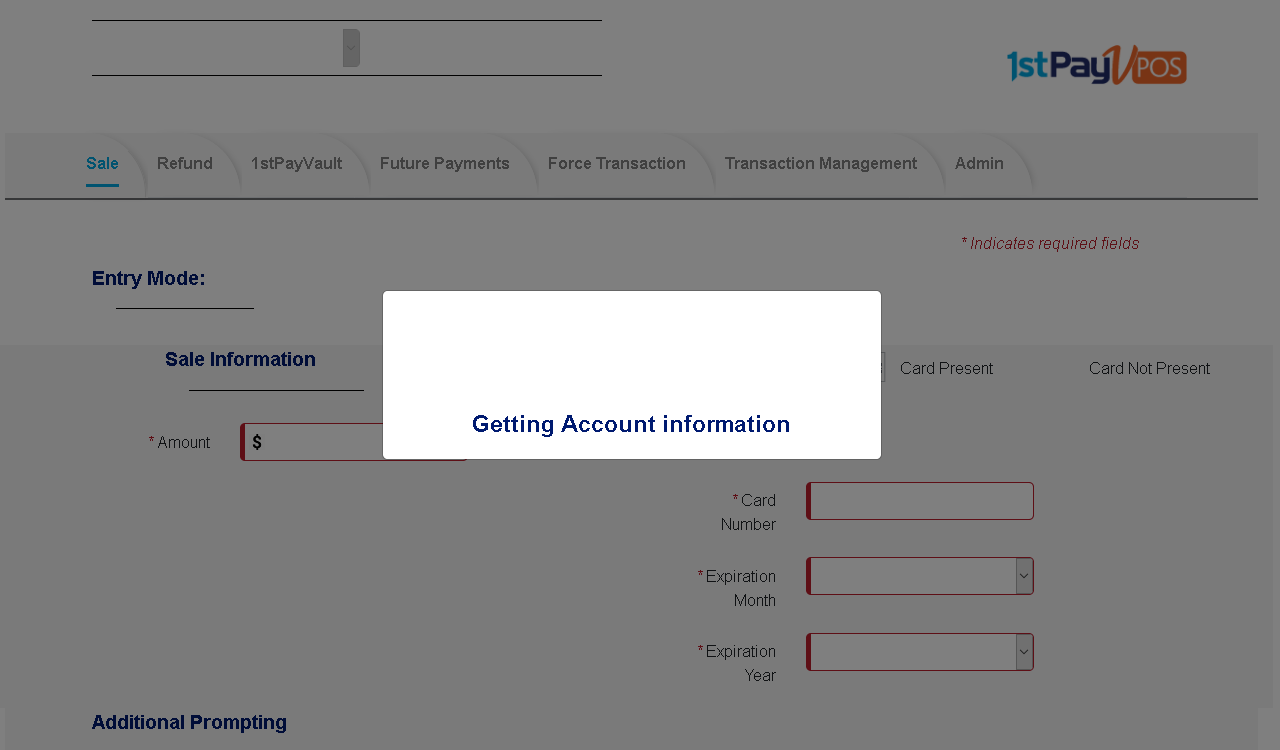 1stPayVPOS
Sale
Refund
1stPayVault
Future Payments
Force Transaction
Transaction Management
Admin
* Indicates required fields
Entry Mode:
Sale Information
Card Present
Card Not Present
* Amount
$
Getting Account information
* Card
Number
* Expiration
Month
* Expiration
Year
Additional Prompting